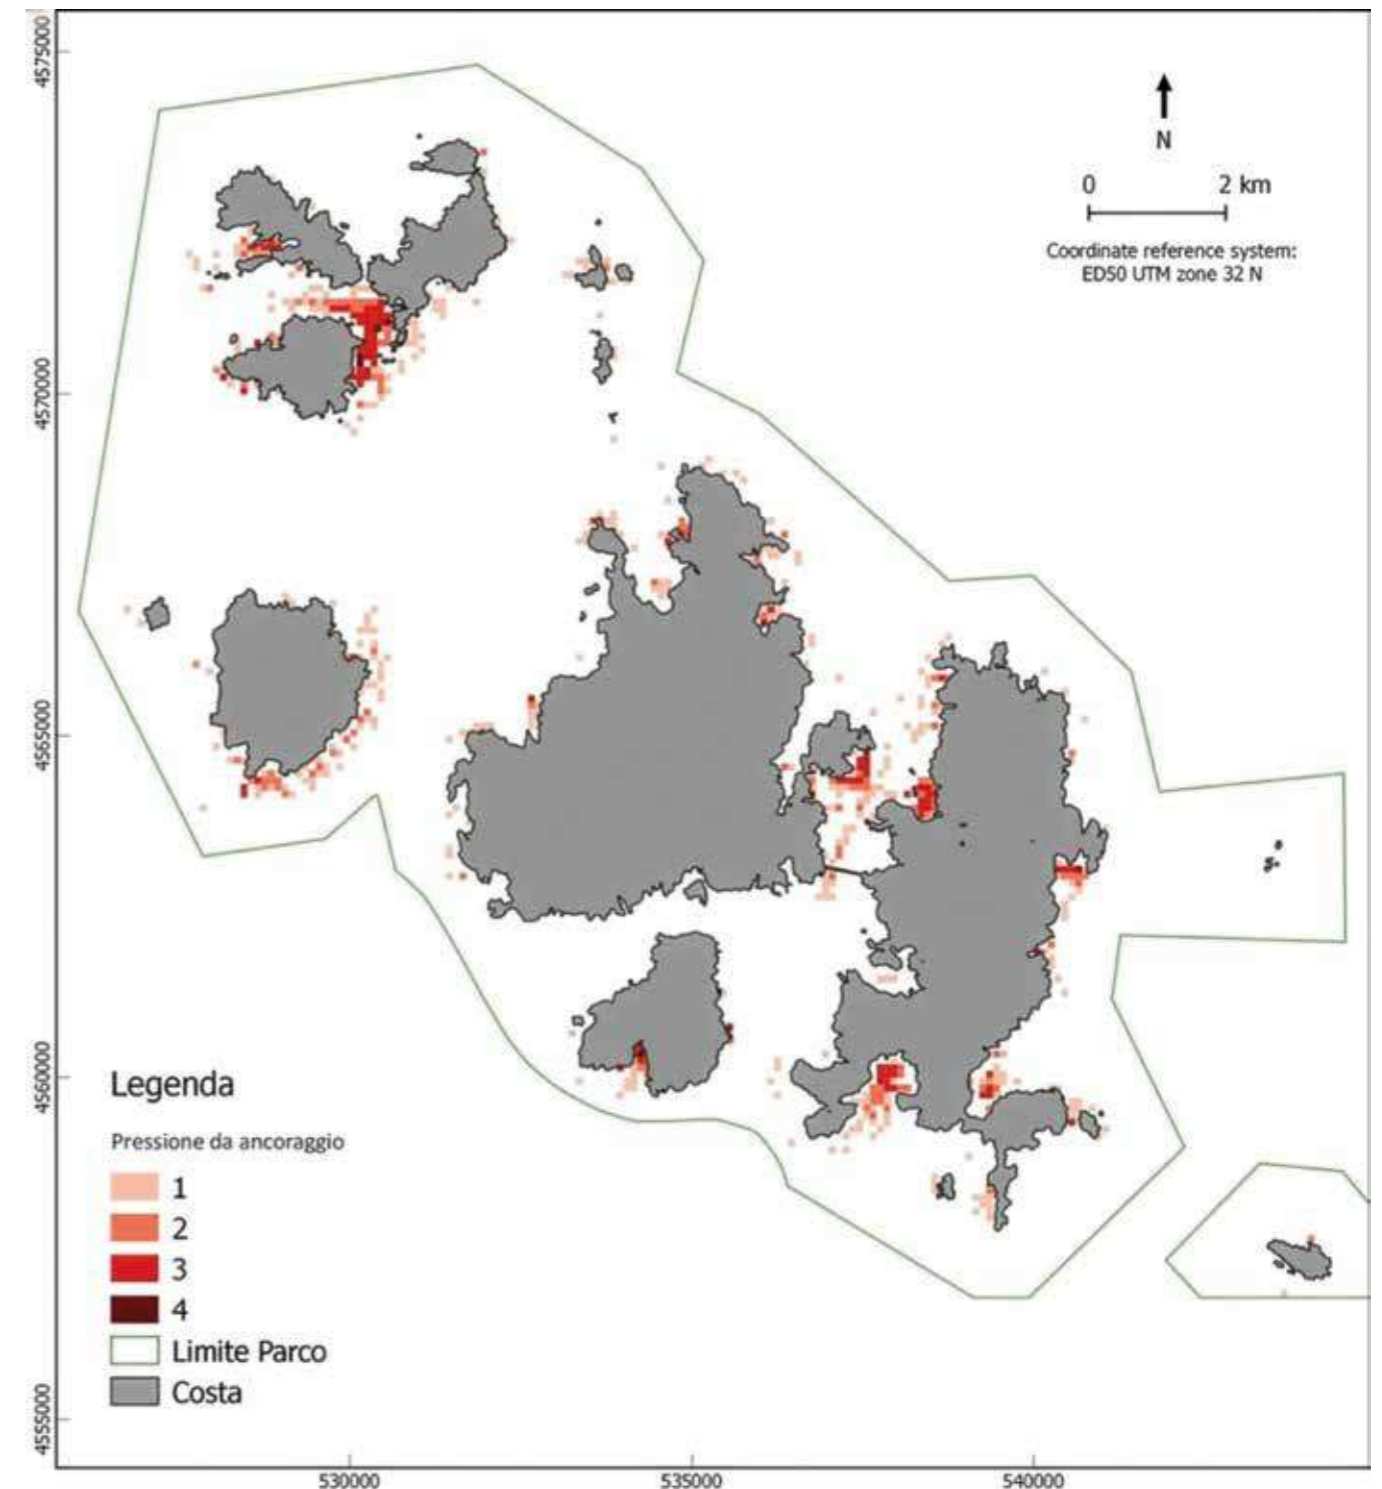 N
0 2 km
Coordinate reference system:
ED50 UTM zone 32 N
4575000
4570000
4565000
4560000
4555000
Legenda
Pressione da ancoraggio
1
2
3
4
Limite Parco
Costa
530000 535000 540000